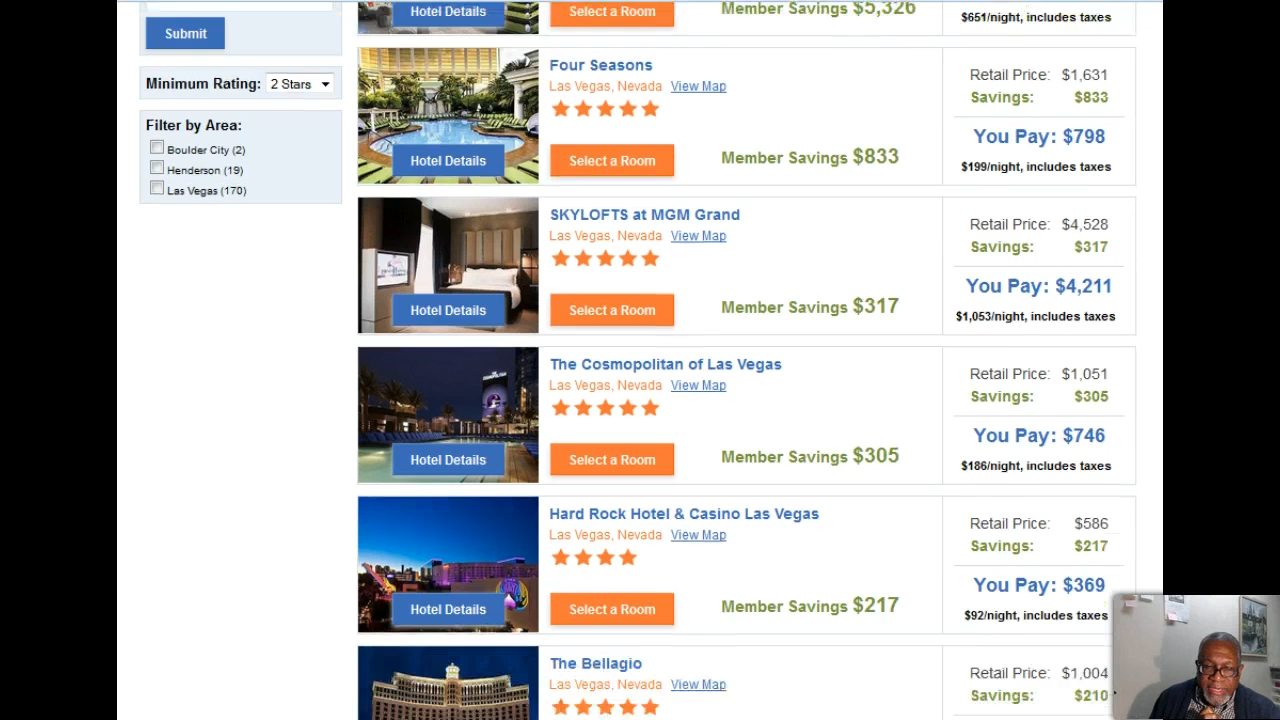 Submit
Minimum Rating: 2 Stars
Filter by Area:
Boulder City (2)
Henderson (19)
Las Vegas (170)
Hotel Details
Select a Room
Member Savings $5,326
$651/night, includes taxes
Four Seasons
Las Vegas, Nevada View Map
Hotel Details
Select a Room
Member Savings $833
Retail Price: $1,631
Savings: $833
You Pay: $798
$199/night, includes taxes
SKYLOFTS at MGM Grand
Las Vegas, Nevada View Map
Hotel Details
Select a Room
Member Savings $317
Retail Price: $4,528
Savings: $317
You Pay: $4,211
$1,053/night, includes taxes
The Cosmopolitan of Las Vegas
Las Vegas, Nevada View Map
Hotel Details
Select a Room
Member Savings $305
Retail Price: $1,051
Savings: $305
You Pay: $746
$186/night, includes taxes
Hard Rock Hotel & Casino Las Vegas
Las Vegas, Nevada View Map
Hotel Details
Select a Room
Member Savings $217
Retail Price: $586
Savings: $217
You Pay: $369
$92/night, includes taxes
The Bellagio
Las Vegas, Nevada View Map
Retail Price: $1,004
Savings: $210